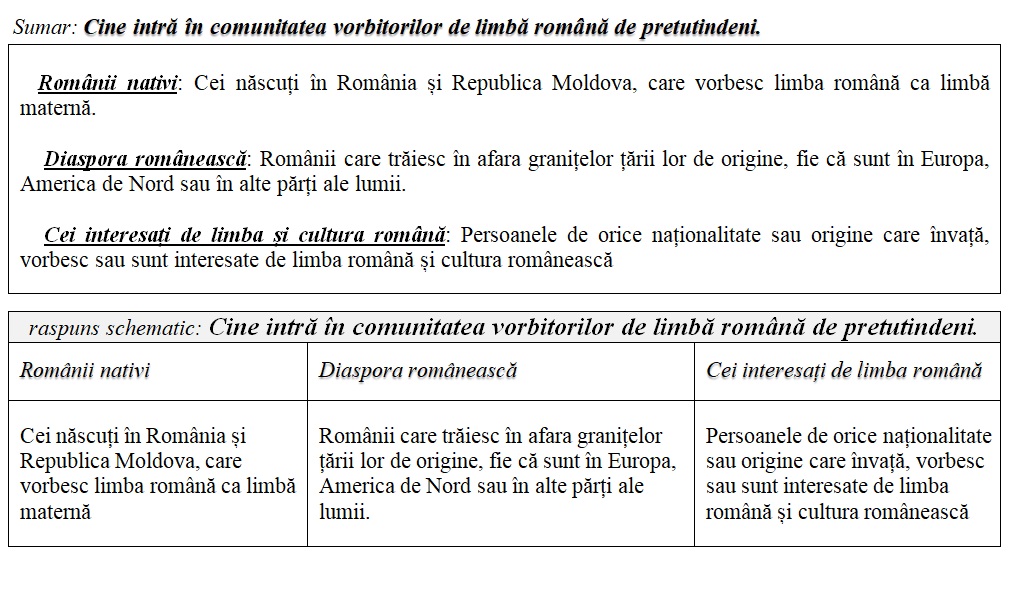 Sumar: Cine intră în comunitatea vorbitorilor de limbă română de pretutindeni.
Românii nativi: Cei născuți în România și Republica Moldova, care vorbesc limba română ca limbă
maternă.
Diaspora românească: Românii care trăiesc în afara granițelor țării lor de origine, fie că sunt în Europa,
America de Nord sau în alte părți ale lumii.
Cei interesați de limba și cultura română: Persoanele de orice naționalitate sau origine care învață,
vorbesc sau sunt interesate de limba română și cultura românească
raspuns schematic: Cine intră în comunitatea vorbitorilor de limbă română de pretutindeni.
Românii nativi
Diaspora românească
Cei interesați de limba română
Cei născuți în România și
Republica Moldova, care
vorbesc limba română ca limbă
maternă
Românii care trăiesc în afara granițelor
țării lor de origine, fie că sunt în Europa,
America de Nord sau în alte părți ale
lumii.
Persoanele de orice naționalitate
sau origine care învață, vorbesc
sau sunt interesate de limba
română și cultura românească